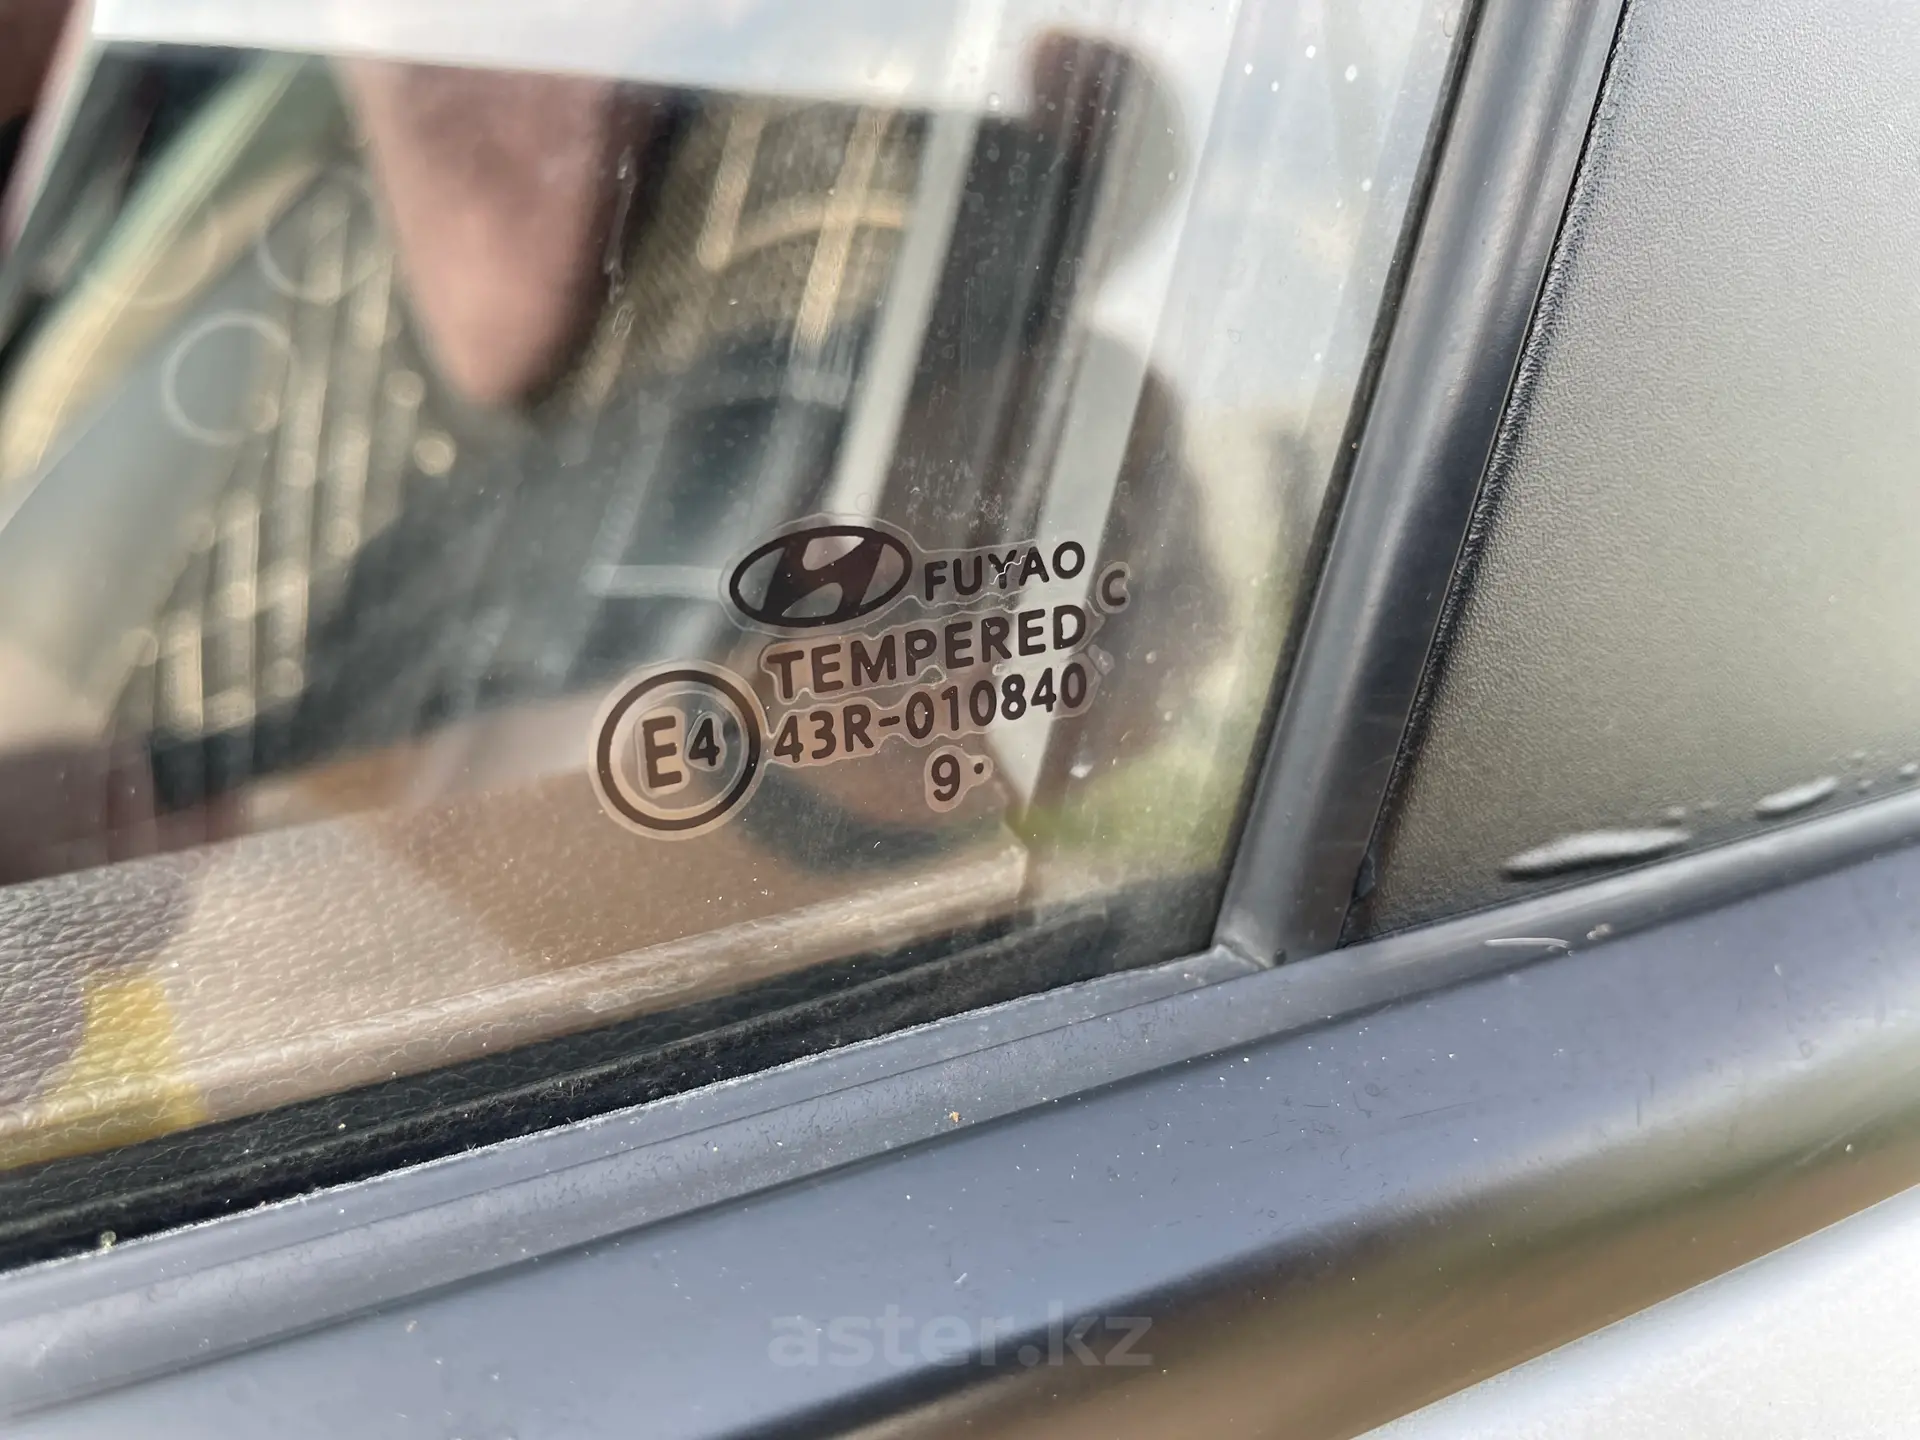 FUYAO
C
TEMPERED
E4 43R-010840
9·
aster.kz